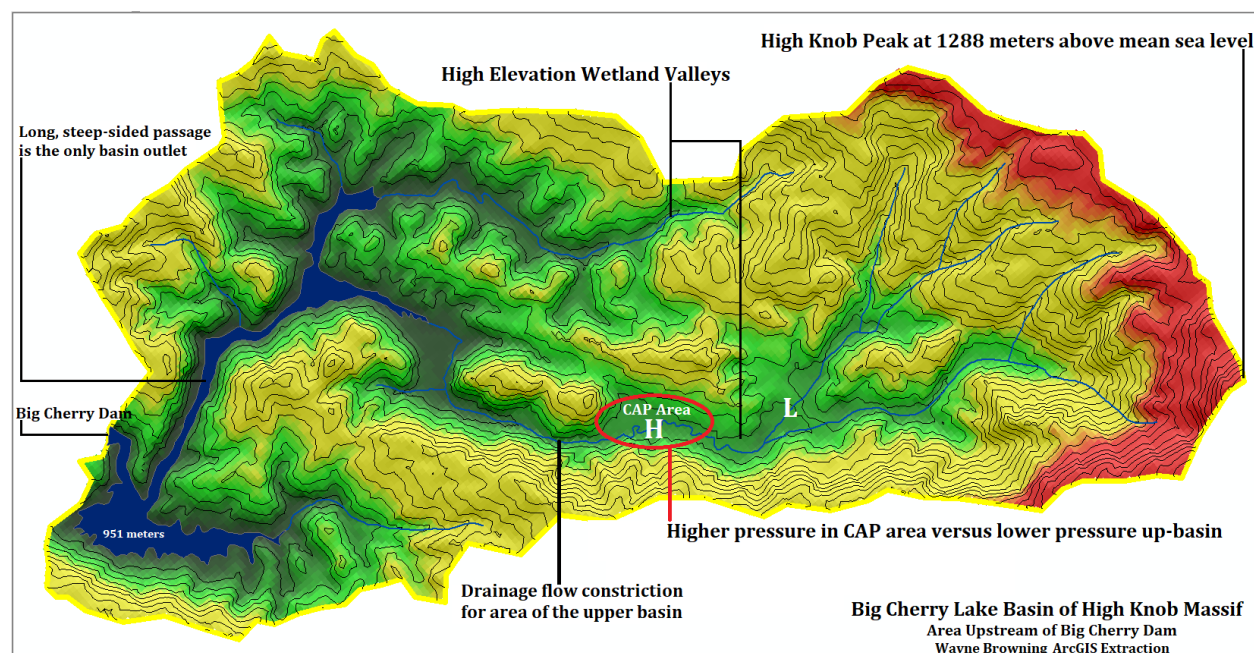 High Knob Peak at 1288 meters above mean sea level
High Elevation Wetland Valleys
Long, steep-sided passage
is the only basin outlet
Big Cherry Dam
CAP Area
H
L
951 meters
Higher pressure in CAP area versus lower pressure up-basin
Drainage flow constriction
for area of the upper basin
Big Cherry Lake Basin of High Knob Massif
Area Upstream of Big Cherry Dam
Wayne Browning ArcGIS Extraction